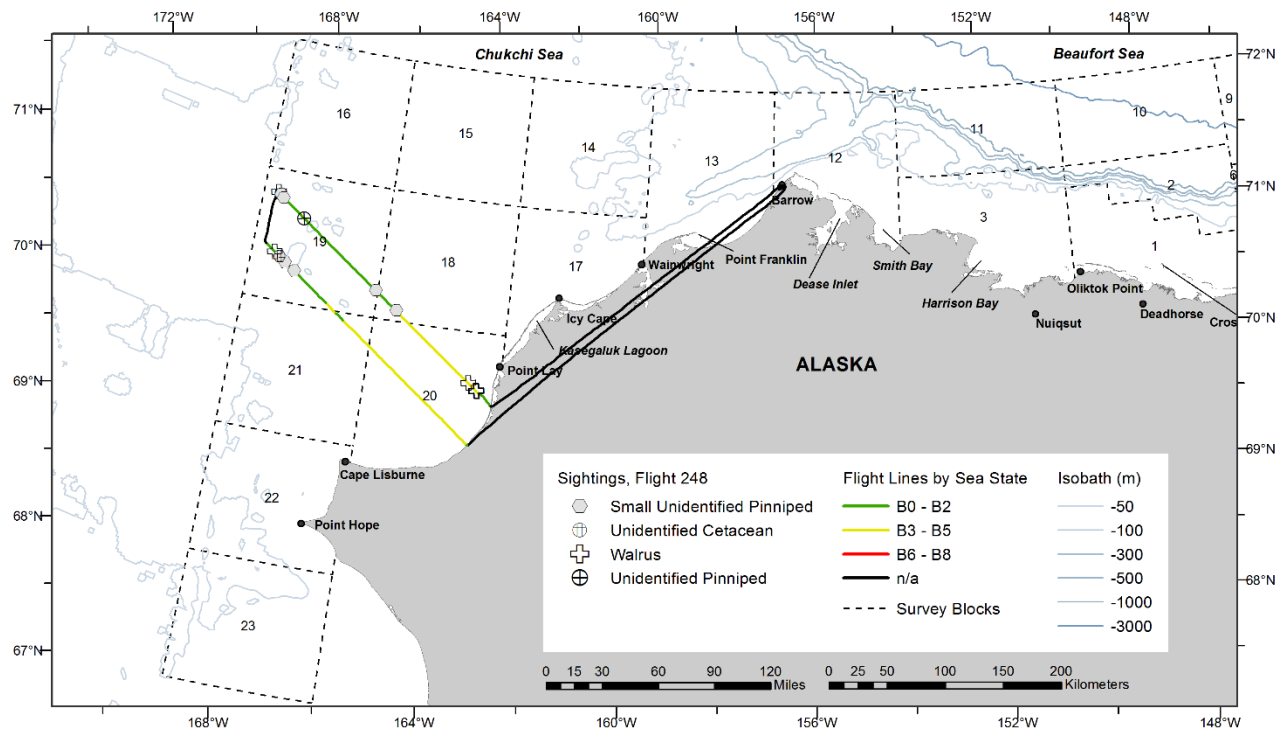 172°W 168°W 164°W 160°W 156°W 152°W 148°W
Chukchi Sea Beaufort Sea
72°N
71°N
16
15
14
13
12
11
10
9
6
2
71°N
Barrow
3
1
70°N
19
18
17
Wainwright
Point Franklin
Dease Inlet
Smith Bay
Harrison Bay
Oliktok Point
Deadhorse
Nuiqsut
Cros
70°N
Icy Cape
Kasegaluk Lagoon
Point Lay
ALASKA
69°N
21
20
69°N
Cape Lisburne
22
Point Hope
68°N
68°N
23
67°N
Sightings, Flight 248
Small Unidentified Pinniped
Unidentified Cetacean
Walrus
Unidentified Pinniped
Flight Lines by Sea State
B0 - B2
B3 - B5
B6 - B8
n/a
Survey Blocks
Isobath (m)
-50
-100
-300
-500
-1000
-3000
0 15 30 60 90 120
Miles
0 25 50 100 150 200
Kilometers
168°W 164°W 160°W 156°W 152°W 148°W